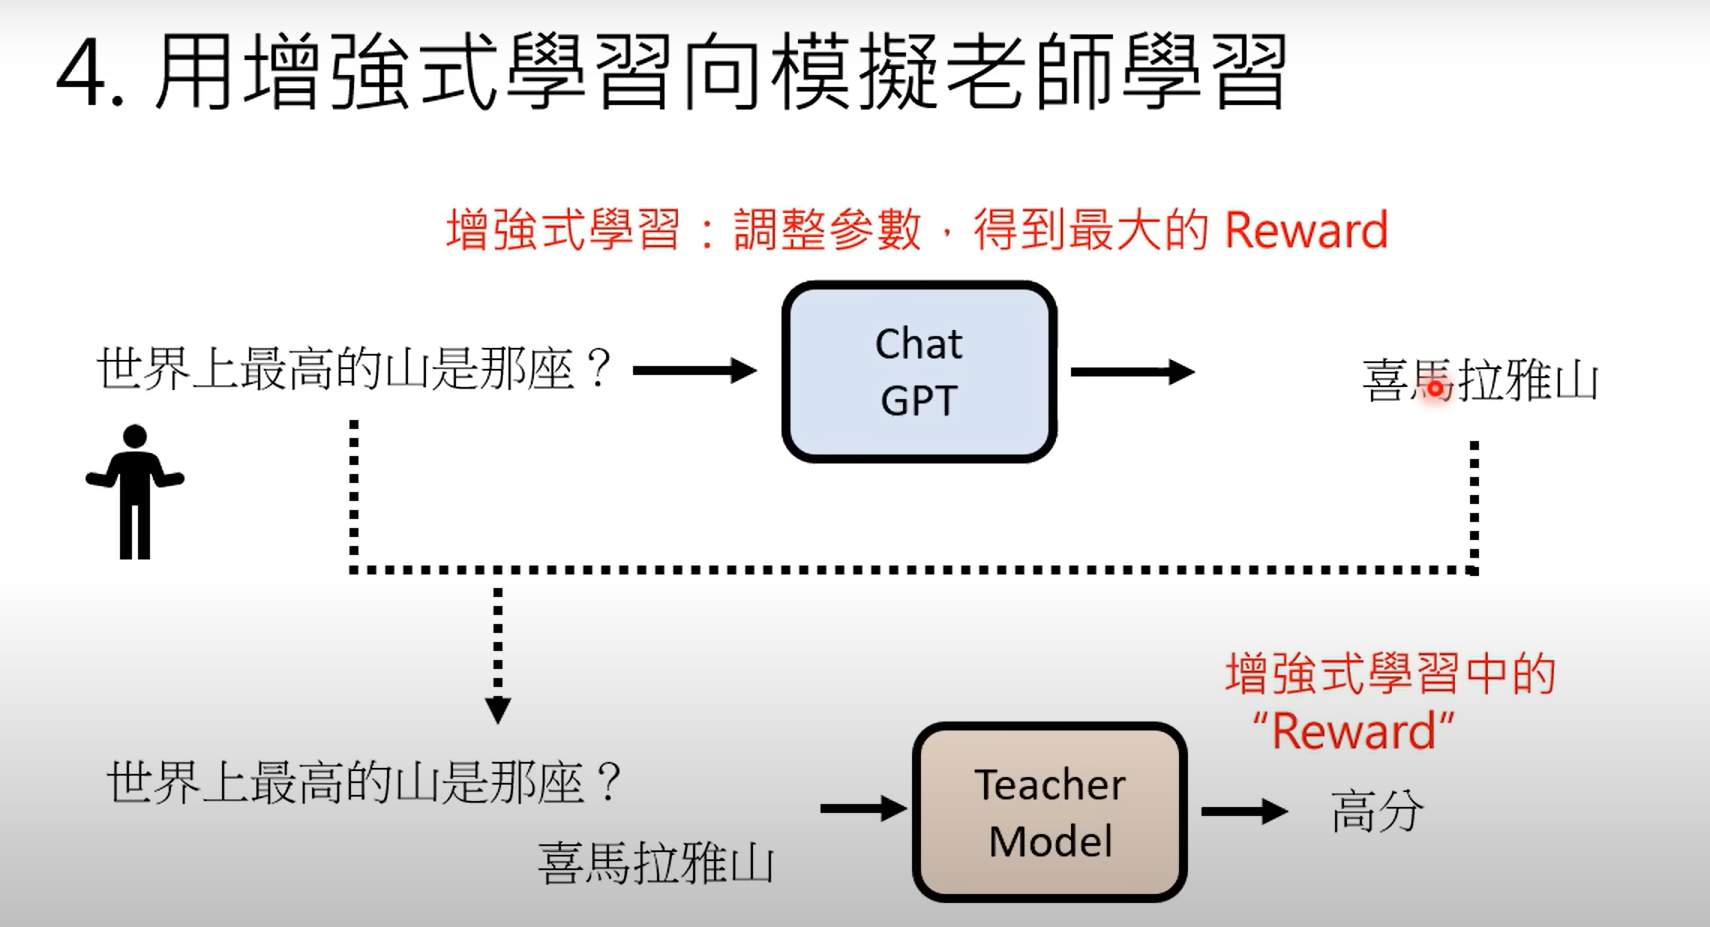 4. 用增強式學習向模擬老師學習
增強式學習：調整參數，得到最大的 Reward
世界上最高的山是那座？
Chat
GPT
喜馬拉雅山
增強式學習中的
“Reward”
世界上最高的山是那座？
喜馬拉雅山
Teacher
Model
高分